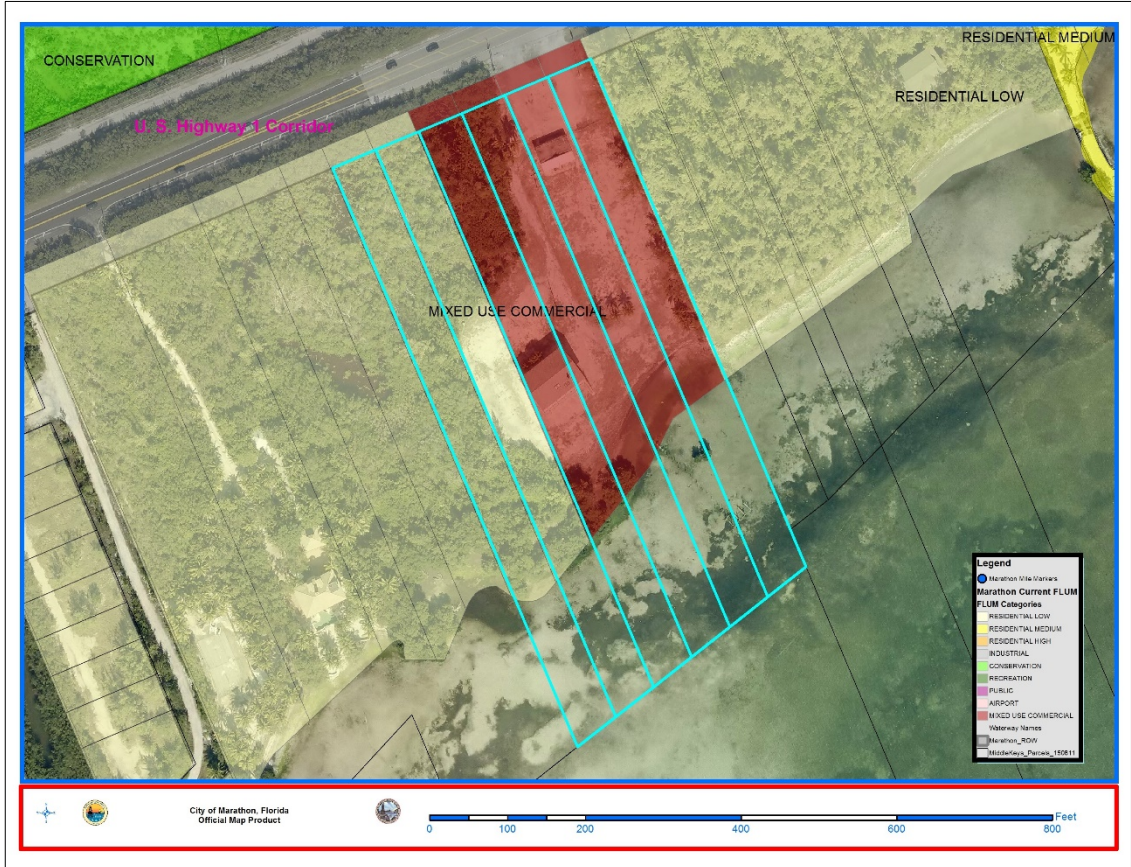 CONSERVATION
RESIDENTIAL MEDIUM
RESIDENTIAL LOW
U. S. Highway 1 Corridor
MIXED USE COMMERCIAL
Legend
Marathon Mile Markers
Marathon Current FLUM
FLUM Categories
RESIDENTIAL LOW
RESIDENTIAL MEDIUM
RESIDENTIAL HIGH
INDUSTRIAL
CONSERVATION
RECREATION
PUBLIC
AIRPORT
MIXED USE COMMERCIAL
Waterway Names
Marathon_ROW
MiddleKeys_Parcels_150811
City of Marathon, Florida
Official Map Product
Feet
0 100 200 400 600 800